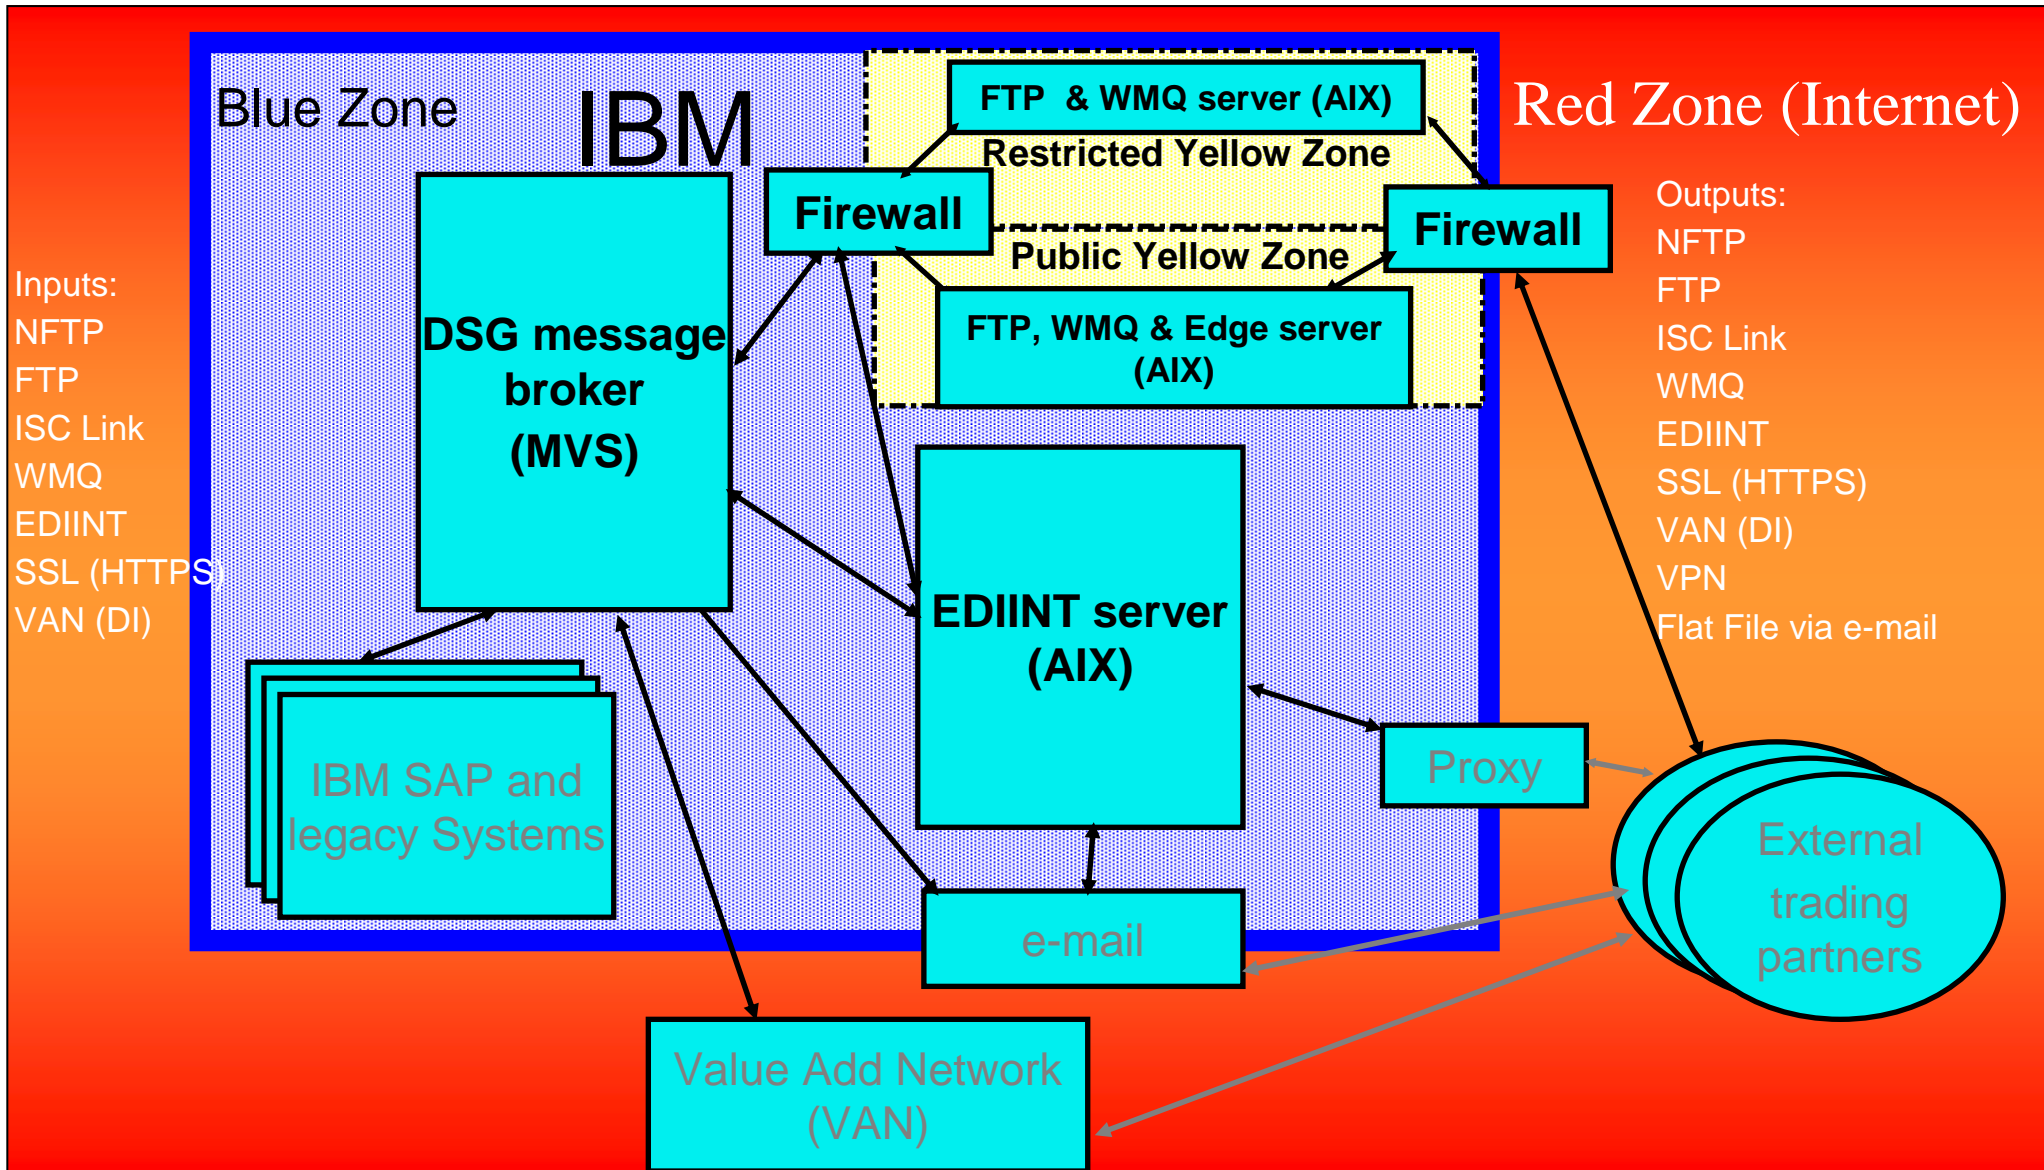 Blue Zone
IBM
Red Zone (Internet)
FTP  & WMQ server (AIX)
Restricted Yellow Zone
Firewall
Firewall
Public Yellow Zone
FTP, WMQ & Edge server
(AIX)
Inputs:
NFTP
FTP
ISC Link
WMQ
EDIINT
SSL (HTTPS)
VAN (DI)
DSG message
broker
(MVS)
Outputs:
NFTP
FTP
ISC Link
WMQ
EDIINT
SSL (HTTPS)
VAN (DI)
VPN
Flat File via e-mail
EDIINT server
(AIX)
IBM SAP and
legacy Systems
Proxy
e-mail
External
trading
partners
Value Add Network
(VAN)